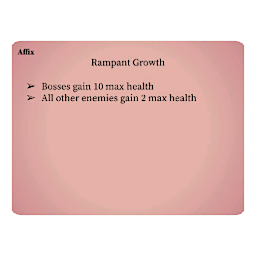 Affix
Rampant Growth
➢ Bosses gain 10 max health
➢ All other enemies gain 2 max health